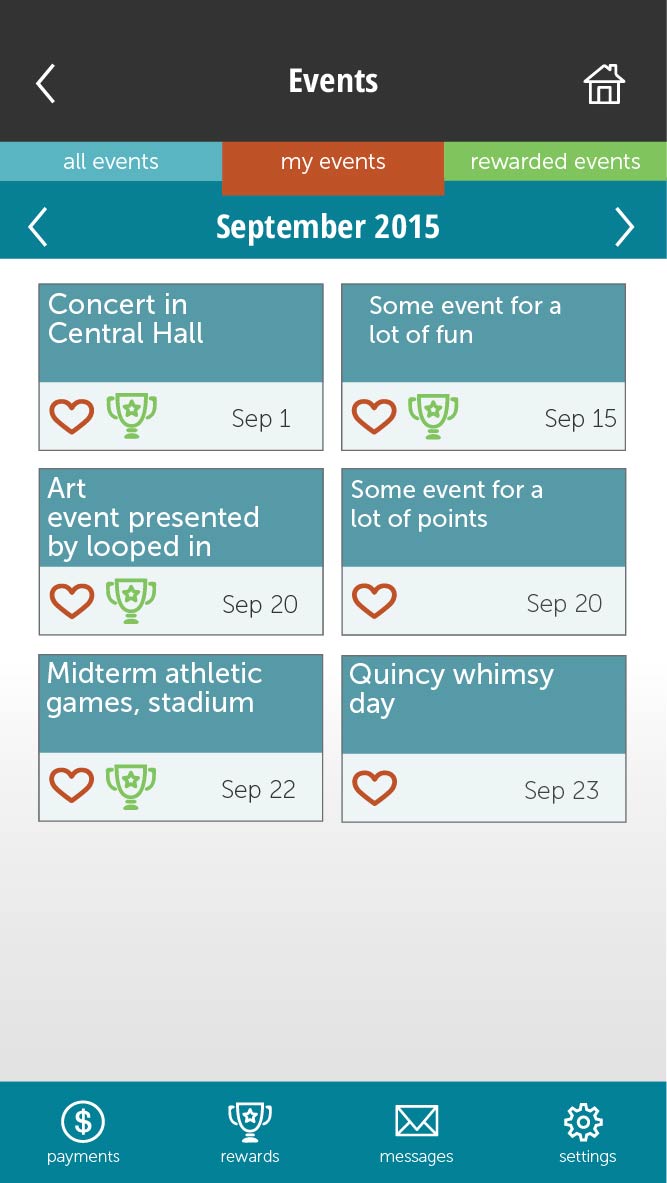 Events
all events
my events
rewarded events
September 2015
Concert in
Central Hall
Sep 1
Some event for a
lot of fun
Sep 15
Art
event presented
by looped in
Sep 20
Some event for a
lot of points
Sep 20
Midterm athletic
games, stadium
Sep 22
Quincy whimsy
day
Sep 23
$
payments
rewards
messages
settings